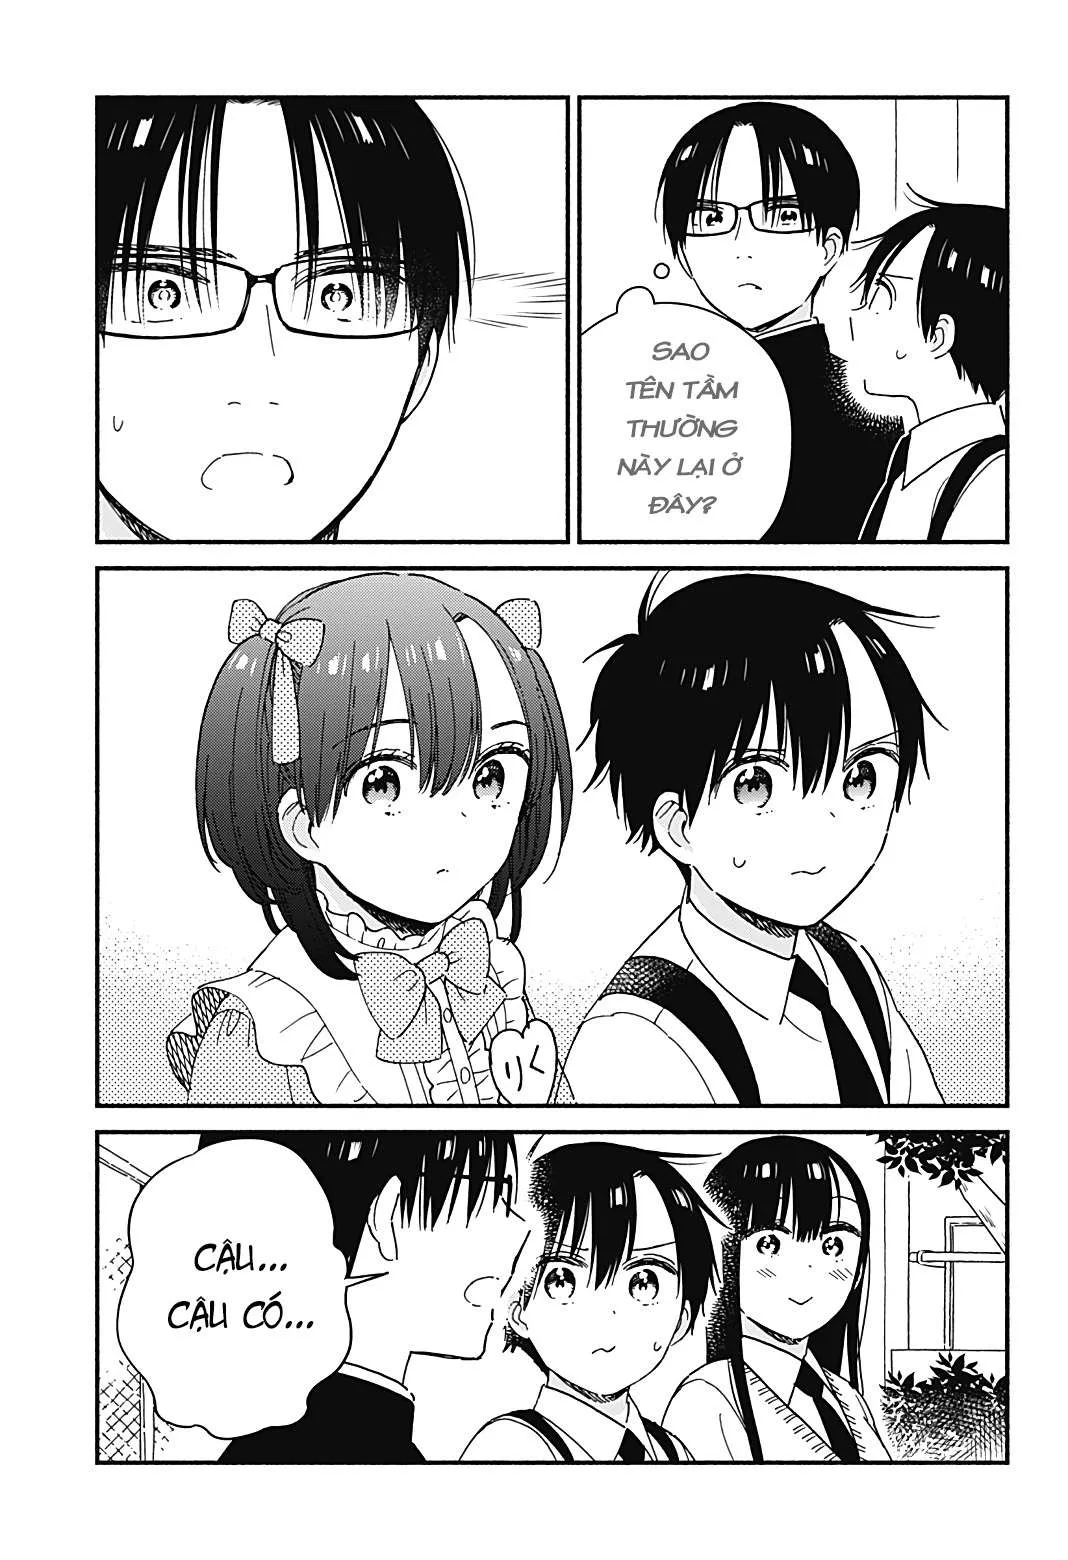 SAO
TÊN TẦM
THƯỜNG
NÀY LẠI Ở
ĐÂY?
りく
CẬU...
CẬU CÓ...